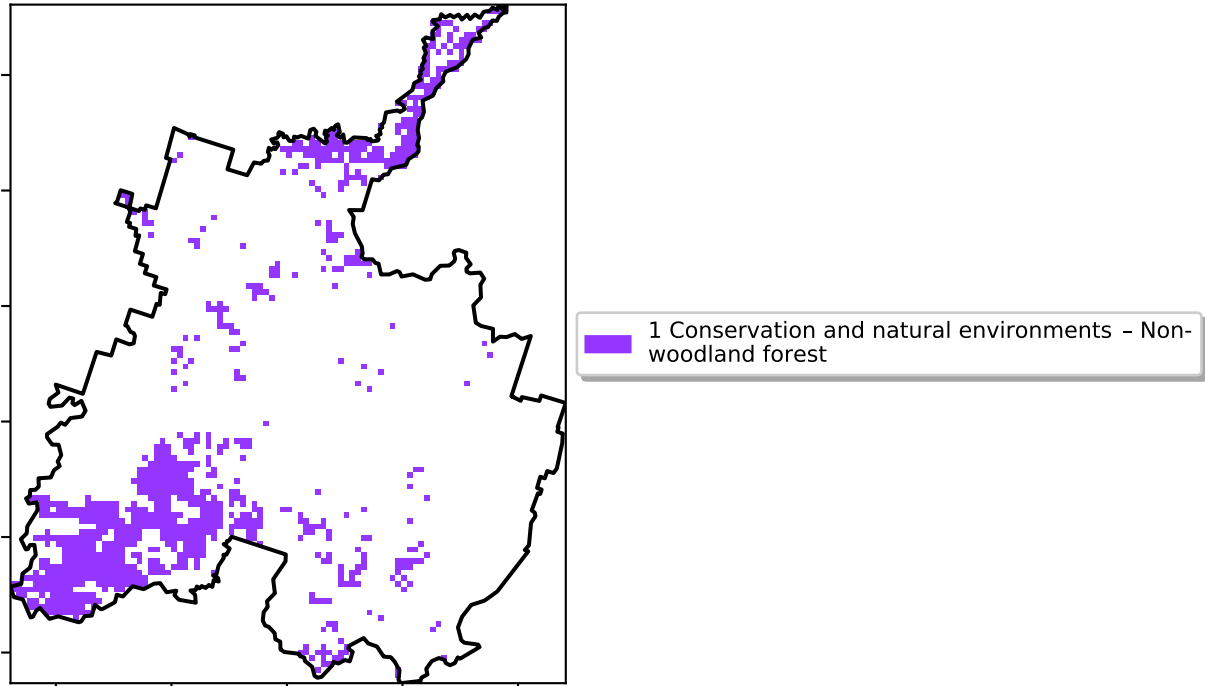 1 Conservation and natural environments – Non-
woodland forest